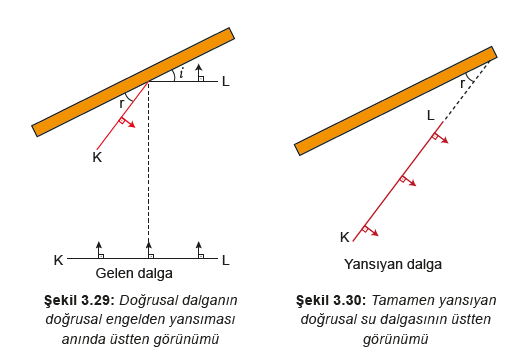 i
L
r
K
K
L
Gelen dalga
Şekil 3.29: Doğrusal dalganın
doğrusal engelden yansıması
anında üstten görünümü
r
L
K
Yansıyan dalga
Şekil 3.30: Tamamen yansıyan
doğrusal su dalgasının üstten
görünümü